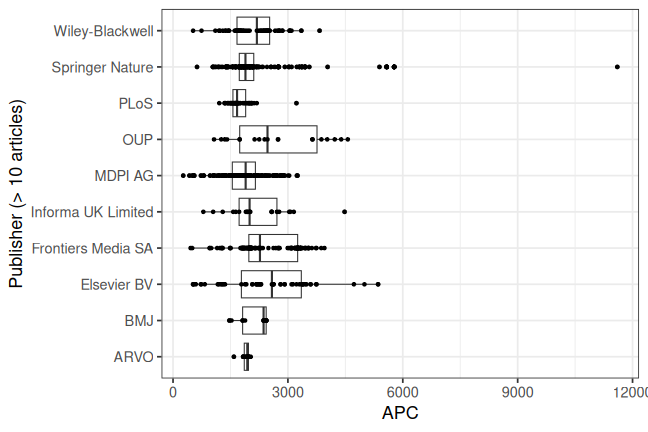 Publisher (> 10 articles)
Wiley-Blackwell
Springer Nature
PLoS
OUP
MDPI AG
Informa UK Limited
Frontiers Media SA
Elsevier BV
BMJ
ARVO
0 3000 6000 9000 12000
APC